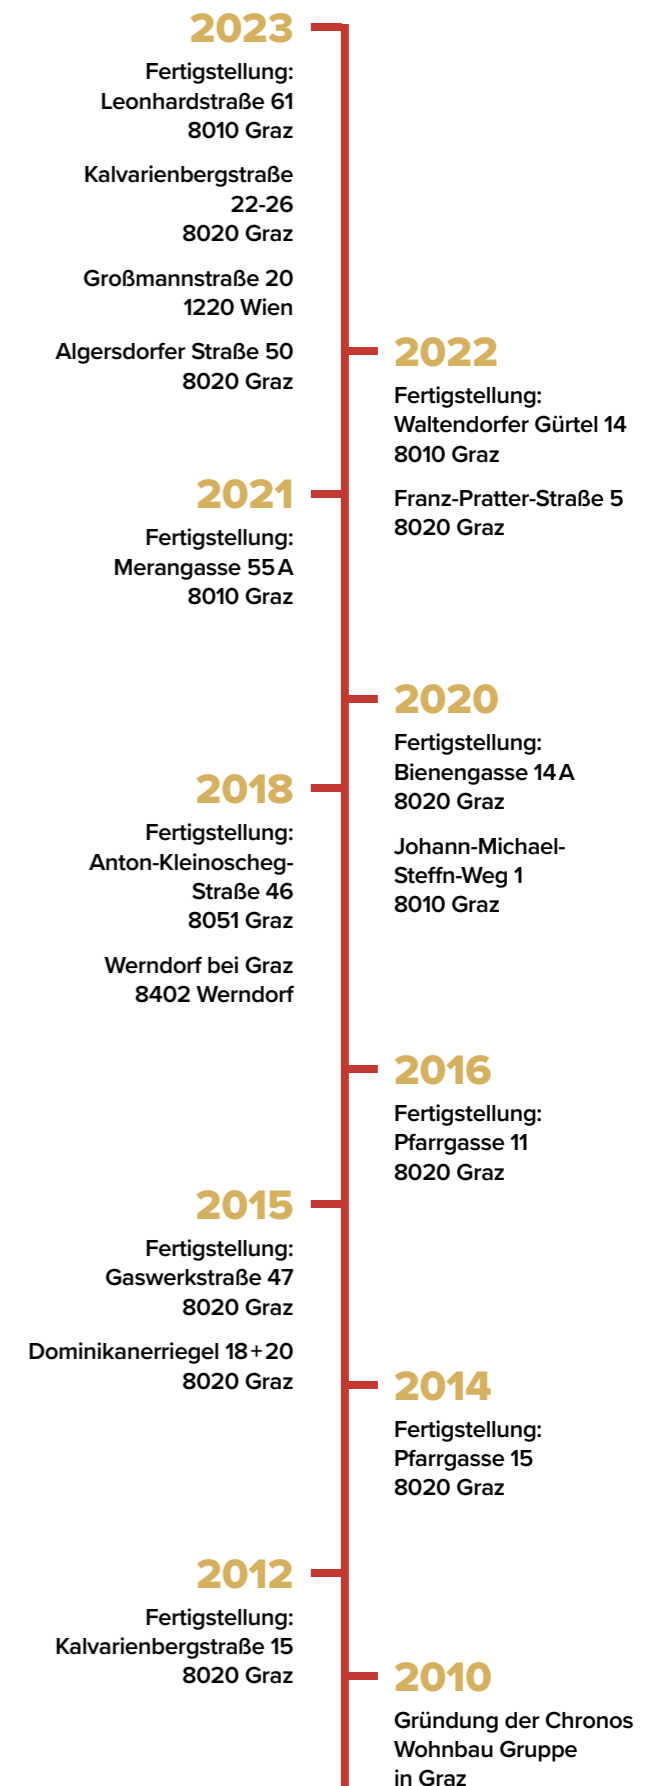 2023
Fertigstellung:
Leonhardstraße 61
8010 Graz
Kalvarienbergstraße
22-26
8020 Graz
Großmannstraße 20
1220 Wien
Algersdorfer Straße 50
8020 Graz
2022
Fertigstellung:
Waltendorfer Gürtel 14
8010 Graz
Franz-Pratter-Straße 5
8020 Graz
2021
Fertigstellung:
Merangasse 55 A
8010 Graz
2020
Fertigstellung:
Bienengasse 14 A
8020 Graz
Johann-Michael-
Steffn-Weg 1
8010 Graz
2018
Fertigstellung:
Anton-Kleinoscheg-
Straße 46
8051 Graz
Werndorf bei Graz
8402 Werndorf
2016
Fertigstellung:
Pfarrgasse 11
8020 Graz
2015
Fertigstellung:
Gaswerkstraße 47
8020 Graz
Dominikanerriegel 18+20
8020 Graz
2014
Fertigstellung:
Pfarrgasse 15
8020 Graz
2012
Fertigstellung:
Kalvarienbergstraße 15
8020 Graz
2010
Gründung der Chronos
Wohnbau Gruppe
in Graz